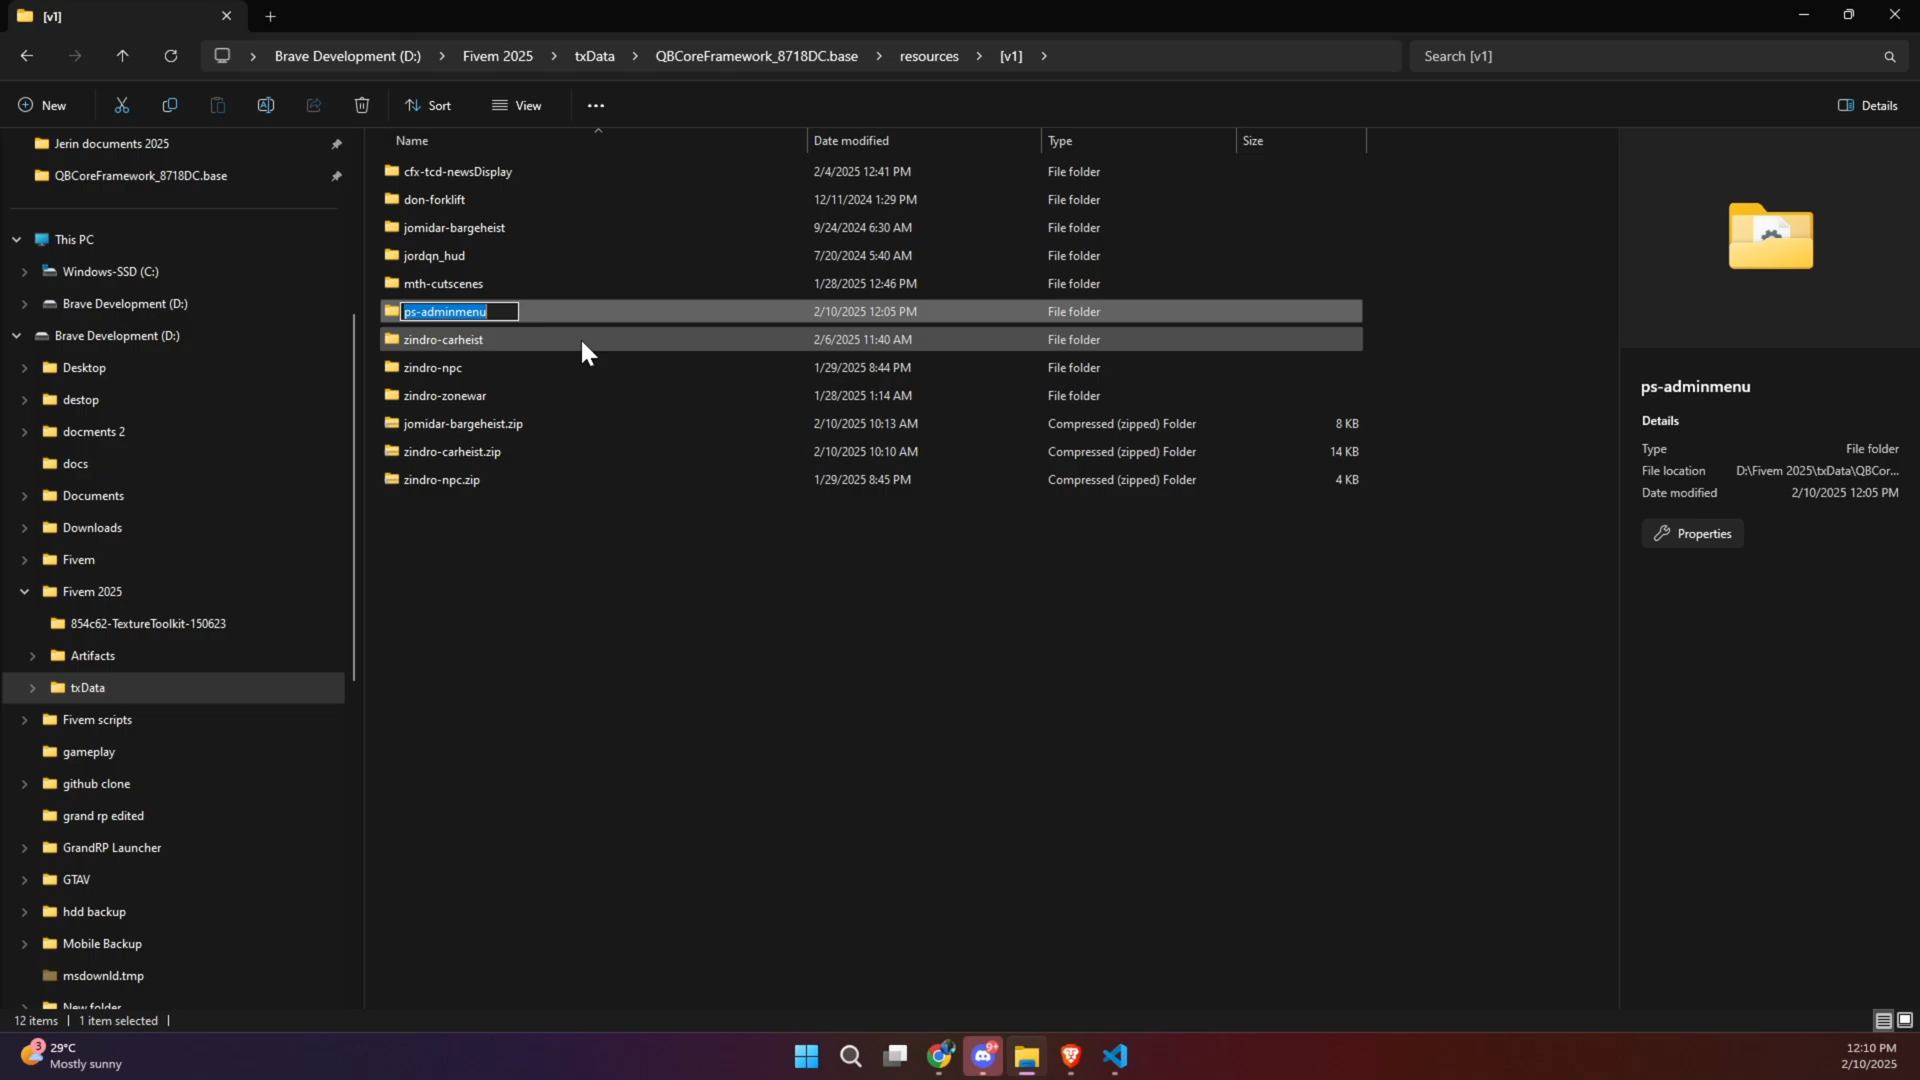 [v1]
Brave Development (D:) Fivem 2025 txData QBCoreFramework_8718DC.base resources [v1]
Search [v1]
New
Sort
View
Details
Jerin documents 2025
QBCoreFramework_8718DC.base
This PC
Windows-SSD (C:)
Brave Development (D:)
Brave Development (D:)
Desktop
destop
docments 2
docs
Documents
Downloads
Fivem
Fivem 2025
854c62-TextureToolkit-150623
Artifacts
txData
Fivem scripts
gameplay
github clone
grand rp edited
GrandRP Launcher
GTAV
hdd backup
Mobile Backup
msdownld.tmp
New folder
Name Date modified Type Size
cfx-tcd-newsDisplay 2/4/2025 12:41 PM File folder
don-forklift 12/11/2024 1:29 PM File folder
jomidar-bargeheist 9/24/2024 6:30 AM File folder
jordqn_hud 7/20/2024 5:40 AM File folder
mth-cutscenes 1/28/2025 12:46 PM File folder
ps-adminmenu 2/10/2025 12:05 PM File folder
zindro-carheist 2/6/2025 11:40 AM File folder
zindro-npc 1/29/2025 8:44 PM File folder
zindro-zonewar 1/28/2025 1:14 AM File folder
jomidar-bargeheist.zip 2/10/2025 10:13 AM Compressed (zipped) Folder 8 KB
zindro-carheist.zip 2/10/2025 10:10 AM Compressed (zipped) Folder 14 KB
zindro-npc.zip 1/29/2025 8:45 PM Compressed (zipped) Folder 4 KB
ps-adminmenu
Details
Type File folder
File location D:\Fivem 2025\txData\QBCor...
Date modified 2/10/2025 12:05 PM
Properties
12 items 1 item selected
3
29°C
Mostly sunny
9+
12:10 PM
2/10/2025